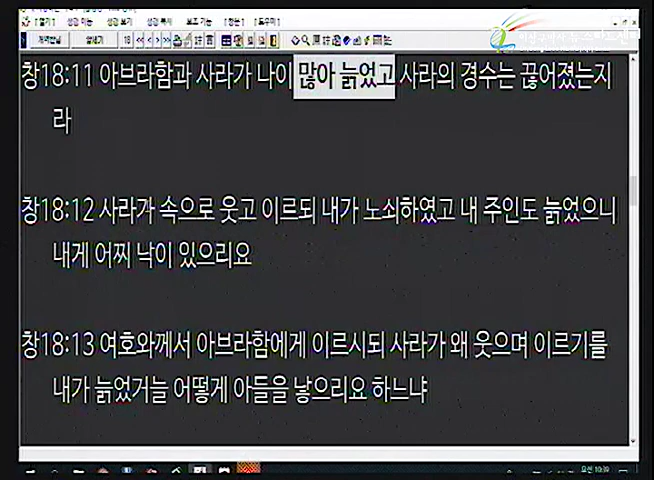 18
창18:11 아브라함과 사라가 나이 많아 늙었고 사라의 경수는 끊어졌는지
라
창18:12 사라가 속으로 웃고 이르되 내가 노쇠하였고 내 주인도 늙었으니
내게 어찌 낙이 있으리요
창18:13 여호와께서 아브라함에게 이르시되 사라가 왜 웃으며 이르기를
내가 늙었거늘 어떻게 아들을 낳으리요 하느냐
오전 10:39